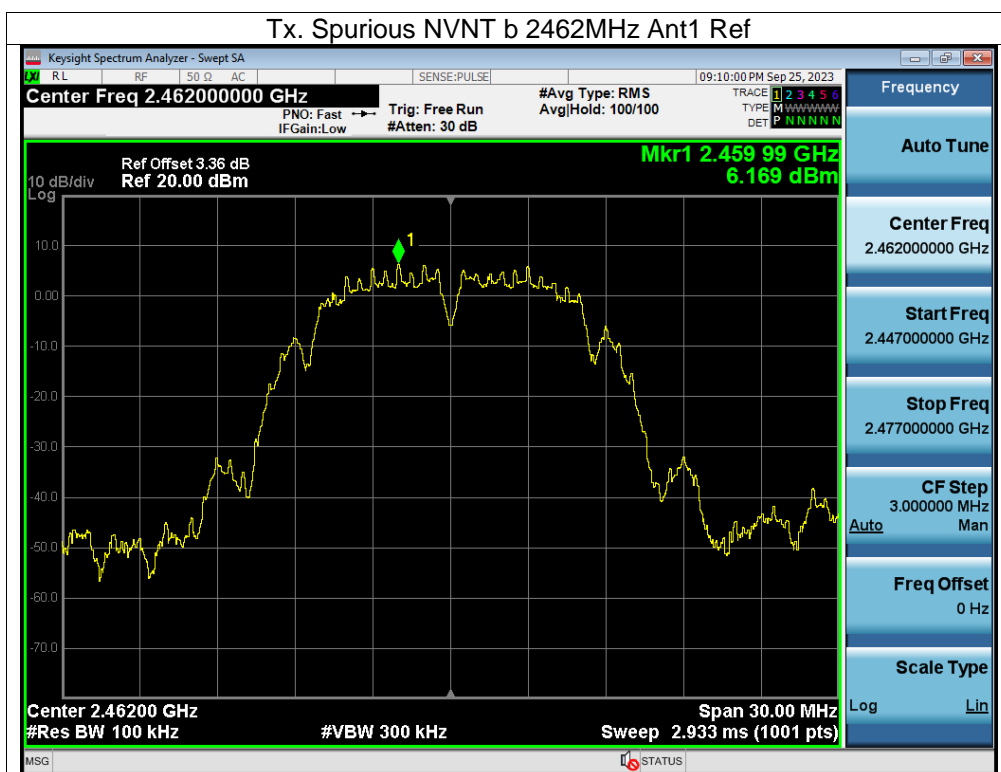 Tx. Spurious NVNT b 2462MHz Ant1 Ref
Keysight Spectrum Analyzer - Swept SA
LXI RL RF 50 Ω AC SENSE:PULSE 09:10:00 PM Sep 25, 2023
Center Freq 2.462000000 GHz #Avg Type: RMS TRACE 1 2 3 4 5 6
PNO: Fast Trig: Free Run Avg|Hold: 100/100 TYPE M WWWWW
IFGain:Low #Atten: 30 dB DET P N N N N N
Mkr1 2.459 99 GHz
6.169 dBm
Ref Offset 3.36 dB
10 dB/div Ref 20.00 dBm
Log
1
10.0
0.00
-10.0
-20.0
-30.0
-40.0
-50.0
-60.0
-70.0
Center 2.46200 GHz Span 30.00 MHz
#Res BW 100 kHz #VBW 300 kHz Sweep 2.933 ms (1001 pts)
MSG STATUS
Frequency
Auto Tune
Center Freq
2.462000000 GHz
Start Freq
2.447000000 GHz
Stop Freq
2.477000000 GHz
CF Step
3.000000 MHz
Auto Man
Freq Offset
0 Hz
Scale Type
Log Lin